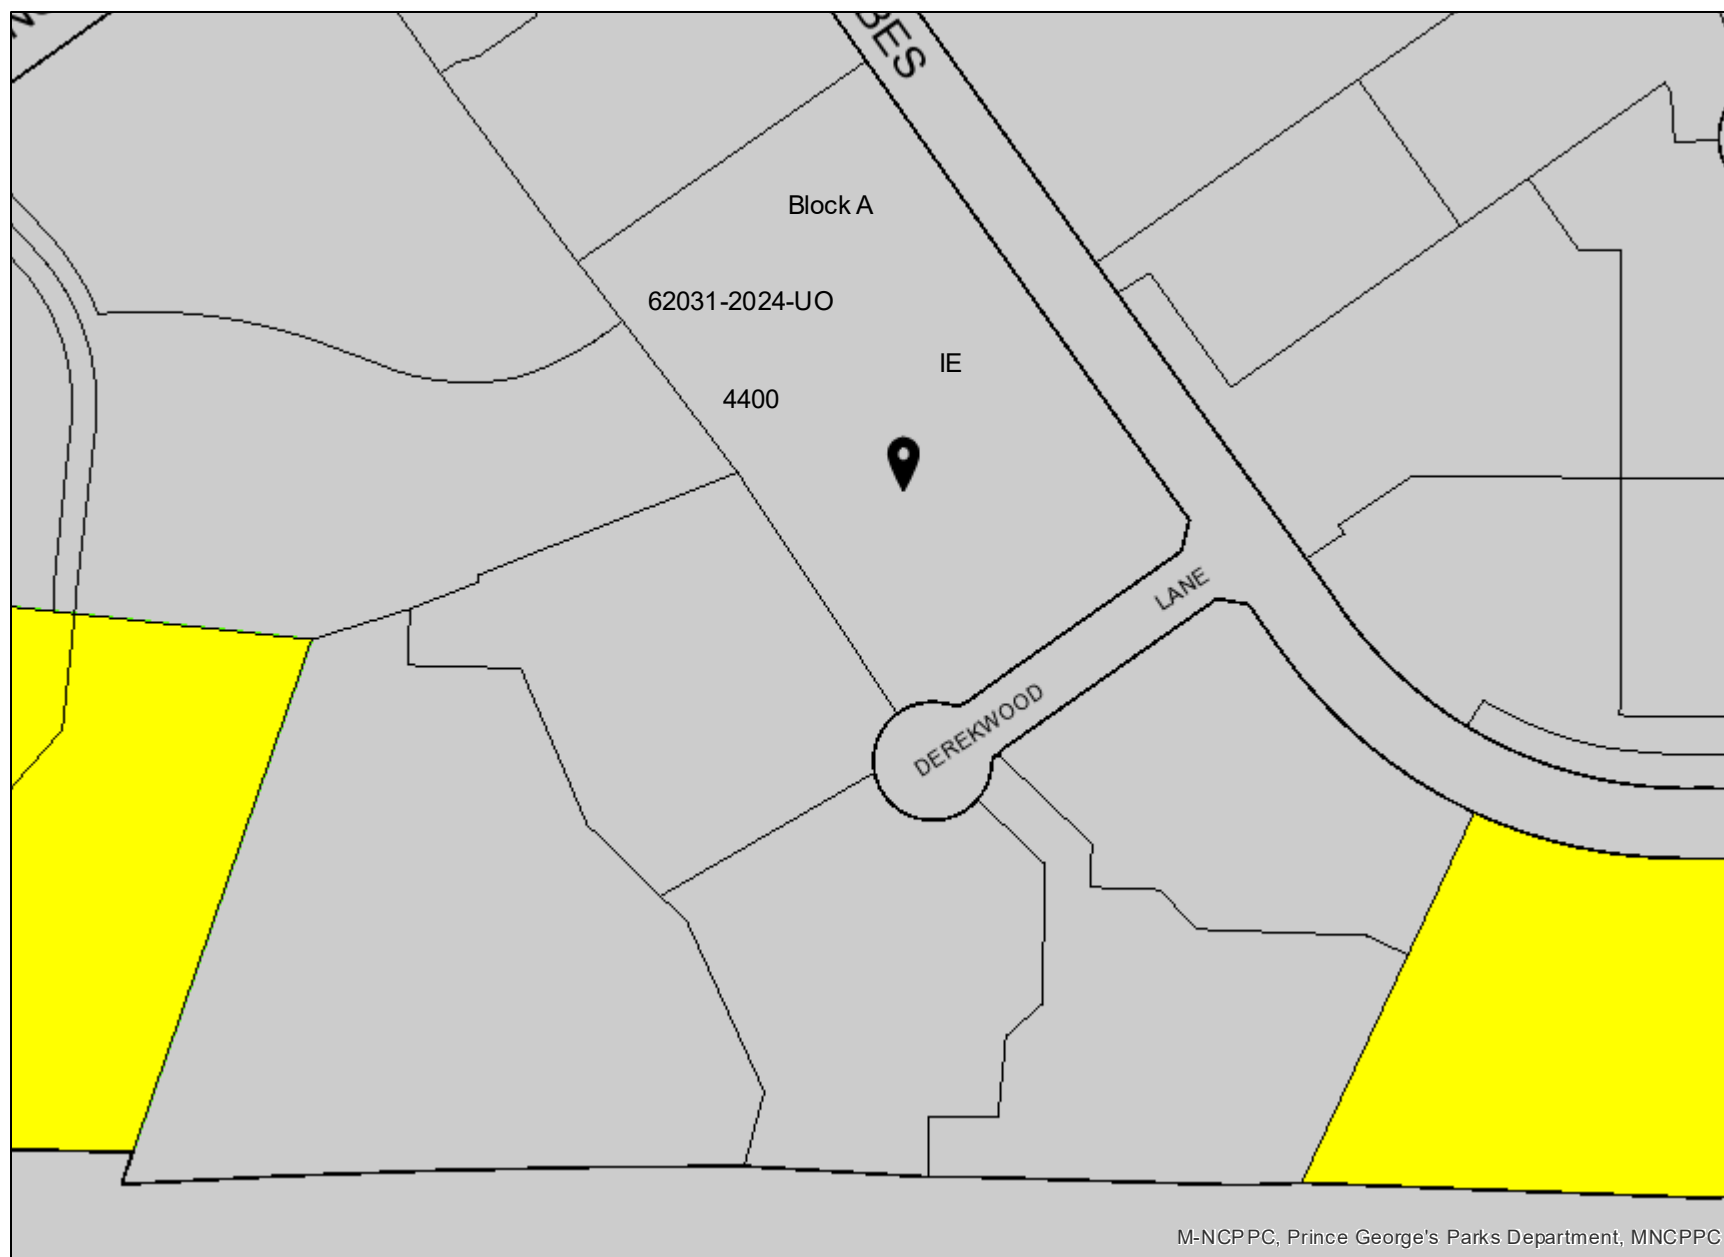 BES
Block A
62031-2024-UO
IE
4400
LANE
DEREKWOOD
M-NCPPC, Prince George's Parks Department, MNCPPC